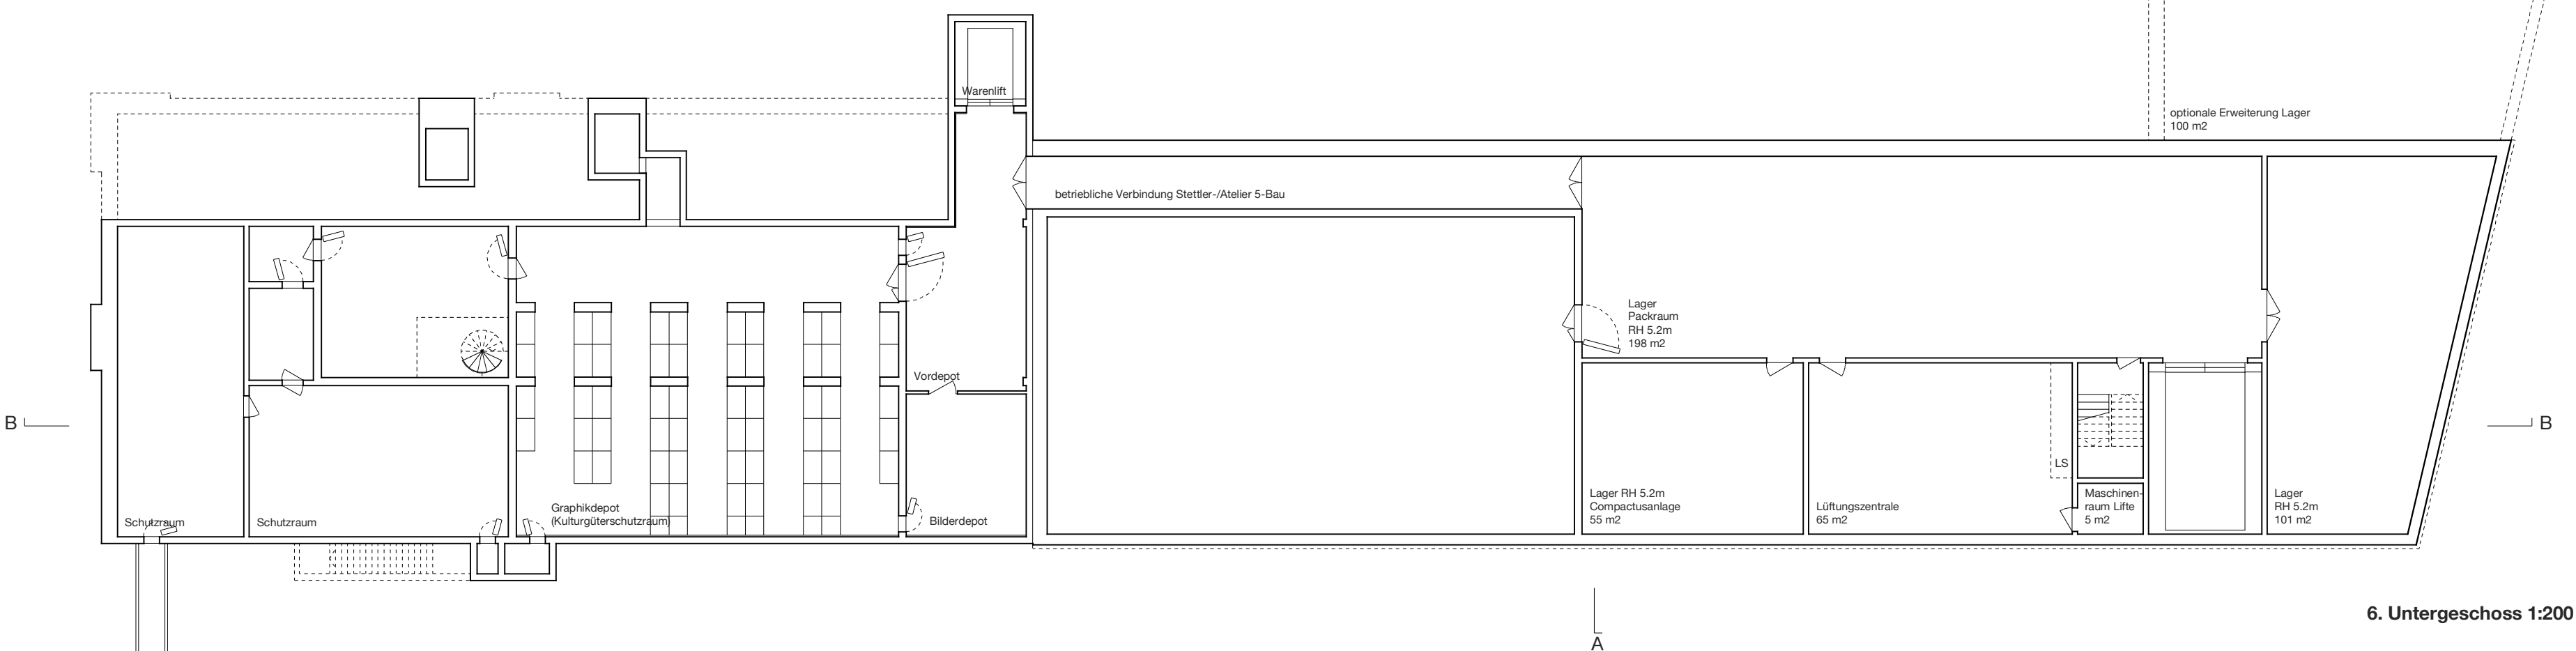 Warenlift
optionale Erweiterung Lager
100 m2
betriebliche Verbindung Stettler-/Atelier 5-Bau
Lager
Packraum
RH 5.2m
198 m2
Vordepot
B
B
LS
Graphikdepot
(Kulturgüterschutzraum)
Schutzraum
Schutzraum
Bilderdepot
Lager RH 5.2m
Compactusanlage
55 m2
Lüftungszentrale
65 m2
Maschinen-
raum Lifte
5 m2
Lager
RH 5.2m
101 m2
6. Untergeschoss 1:200
A